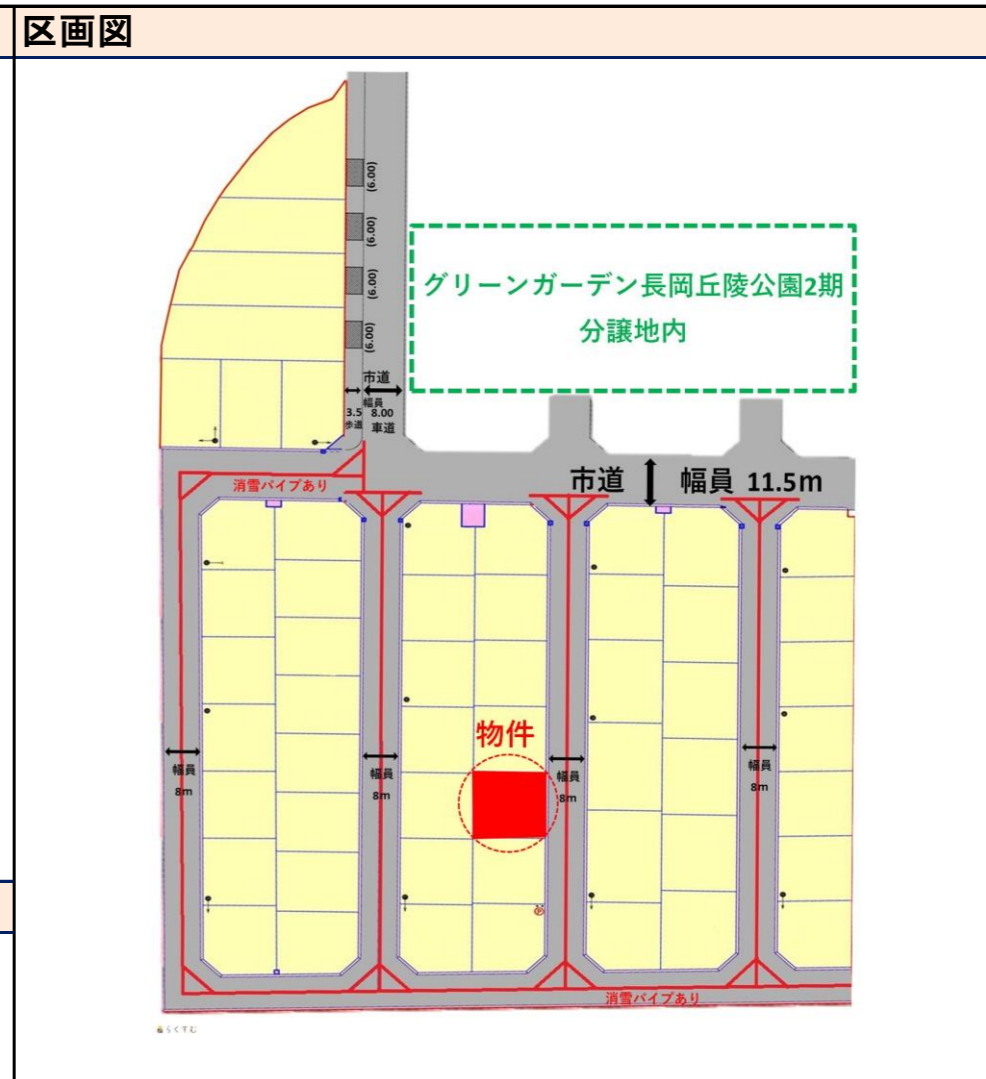 区画図
(6.00)
(6.00)
(6.00)
(6.00)
グリーンガーデン長岡丘陵公園2期
分譲地内
市道
幅員
3.5
8.00
歩道
車道
市道 幅員 11.5m
消雪パイプあり
物件
幅員
8m
幅員
8m
幅員
8m
幅員
8m
消雪パイプあり
らくすむ